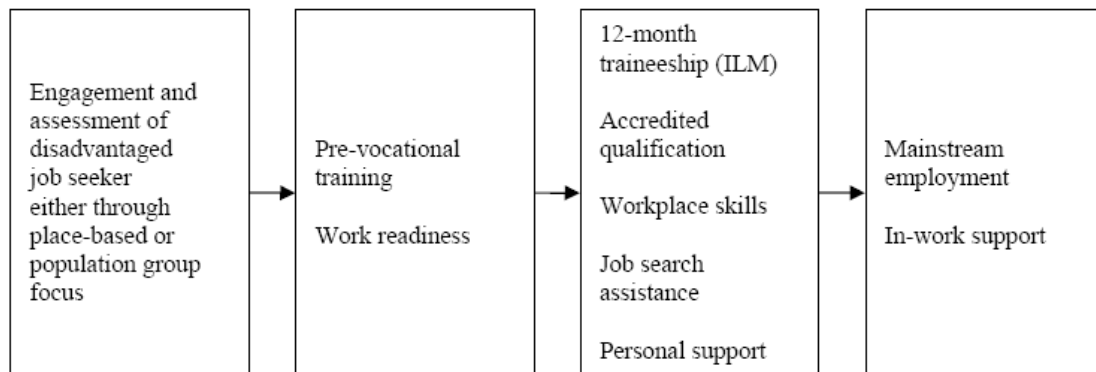 Engagement and
assessment of
disadvantaged
job seeker
either through
place-based or
population group
focus
Pre-vocational
training
Work readiness
12-month
traineeship (ILM)
Accredited
qualification
Workplace skills
Job search
assistance
Personal support
Mainstream
employment
In-work support